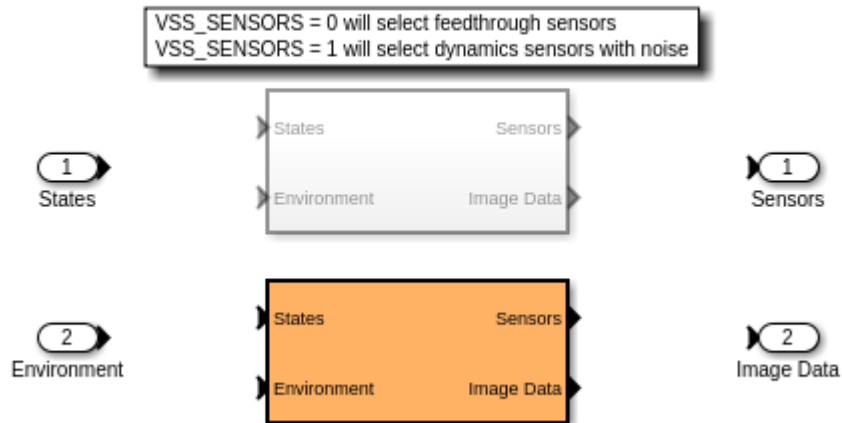 VSS_SENSORS = 0 will select feedthrough sensors
VSS_SENSORS = 1 will select dynamics sensors with noise
States Sensors
1 1
States Sensors
Environment Image Data
States Sensors
2 2
Environment Image Data
Environment Image Data